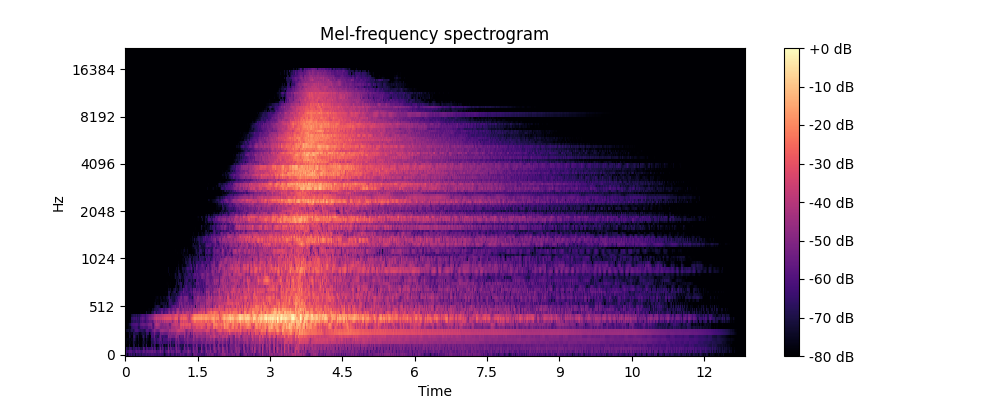 Mel-frequency spectrogram
16384
8192
4096
2048
1024
512
0
Hz
0 1.5 3 4.5 6 7.5 9 10 12
Time
+0 dB
-10 dB
-20 dB
-30 dB
-40 dB
-50 dB
-60 dB
-70 dB
-80 dB